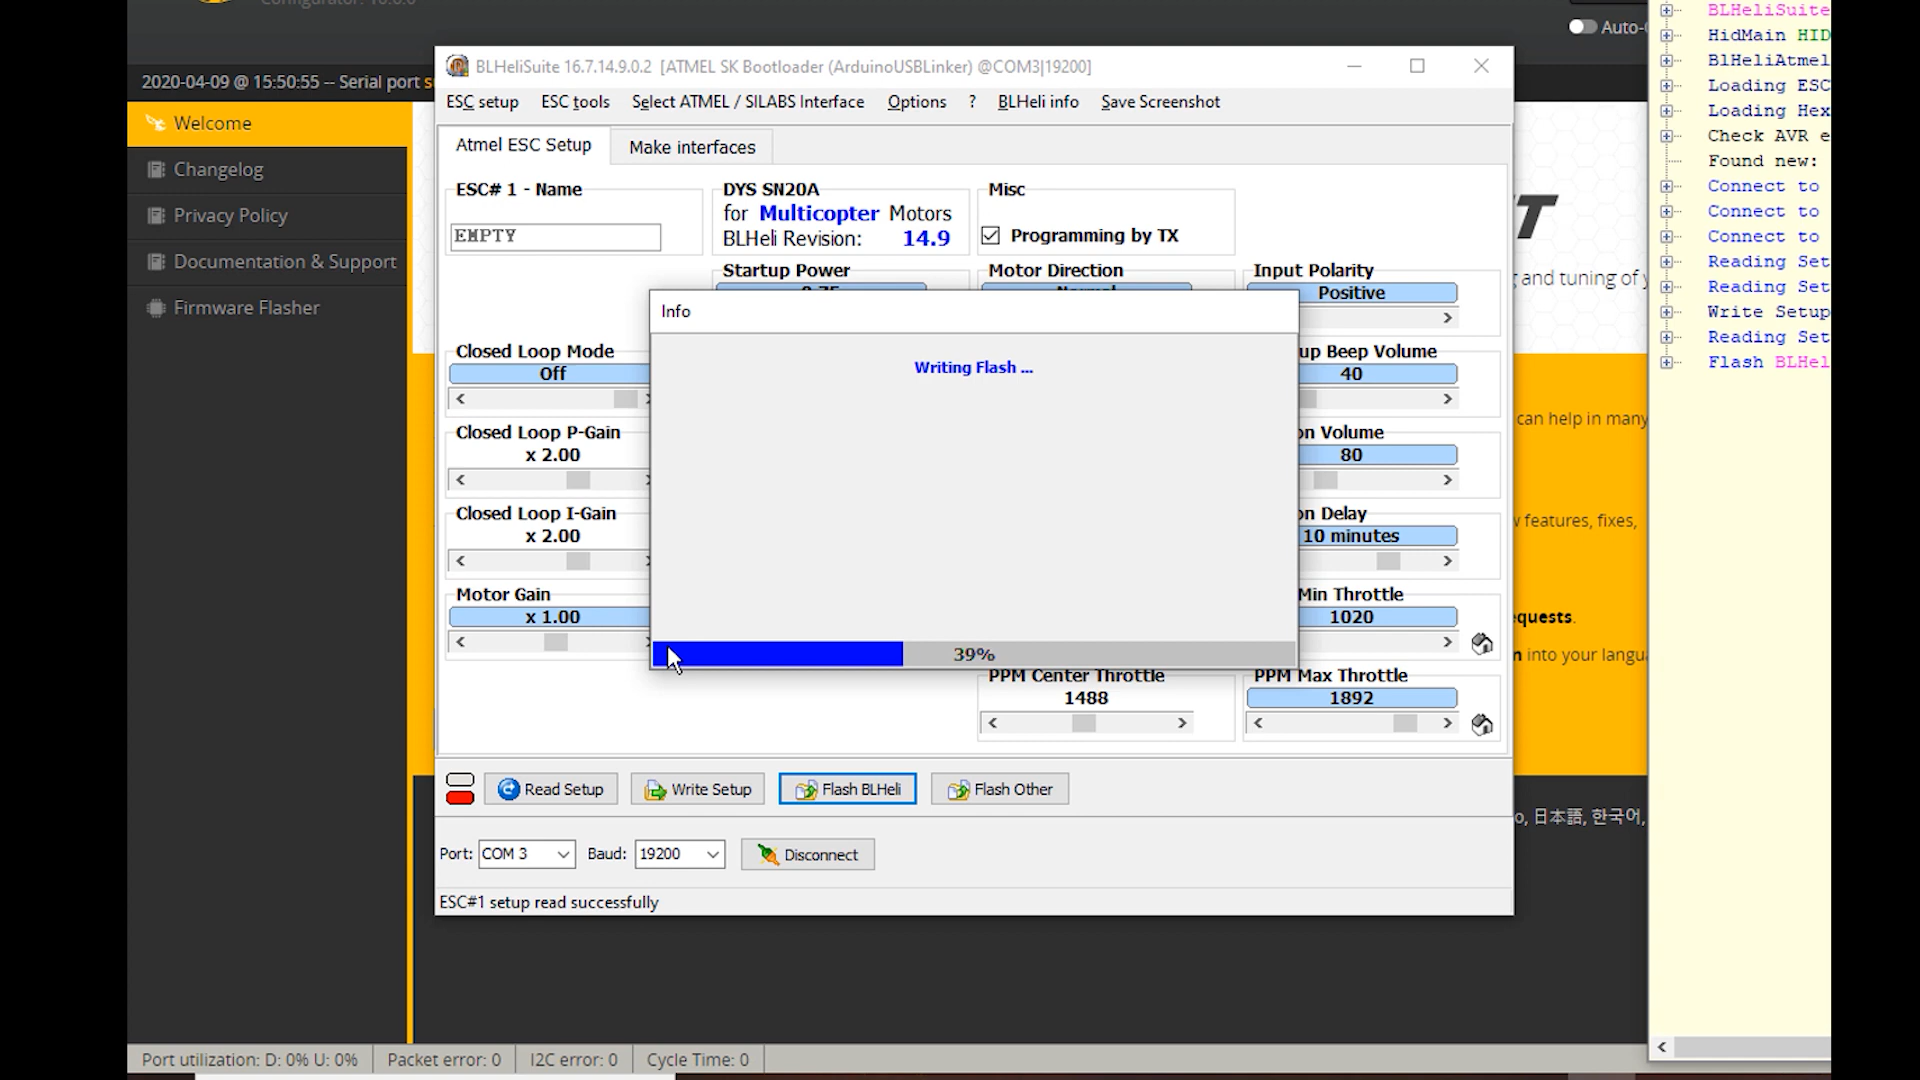 Auto-
2020-04-09 @ 15:50:55 -- Serial port s
Welcome
Changelog
Privacy Policy
Documentation & Support
Firmware Flasher
BLHeliSuite 16.7.14.9.0.2 [ATMEL SK Bootloader (ArduinoUSBLinker) @COM3|19200]
ESC setup ESC tools Select ATMEL / SILABS Interface Options ? BLHeli info Save Screenshot
Atmel ESC Setup Make interfaces
ESC# 1 - Name
EMPTY
DYS SN20A
for Multicopter Motors
BLHeli Revision: 14.9
Misc
Programming by TX
Startup Power
Motor Direction
Input Polarity
Positive
Info
Writing Flash ...
39%
Closed Loop Mode
Off
Closed Loop P-Gain
x 2.00
Closed Loop I-Gain
x 2.00
Motor Gain
x 1.00
up Beep Volume
40
on Volume
80
on Delay
10 minutes
Min Throttle
1020
PPM Center Throttle
1488
PPM Max Throttle
1892
Read Setup Write Setup Flash BLHeli Flash Other
Port: COM 3 Baud: 19200 Disconnect
ESC#1 setup read successfully
T
g and tuning of y
can help in many
w features, fixes,
equests.
n into your langua
o, 日本語, 한국어,
BLHeliSuite
HidMain HID
BlHeliAtmel
Loading ESC
Loading Hex
Check AVR e
Found new:
Connect to
Connect to
Connect to
Reading Set
Reading Set
Write Setup
Reading Set
Flash BLHel
Port utilization: D: 0% U: 0% Packet error: 0 I2C error: 0 Cycle Time: 0